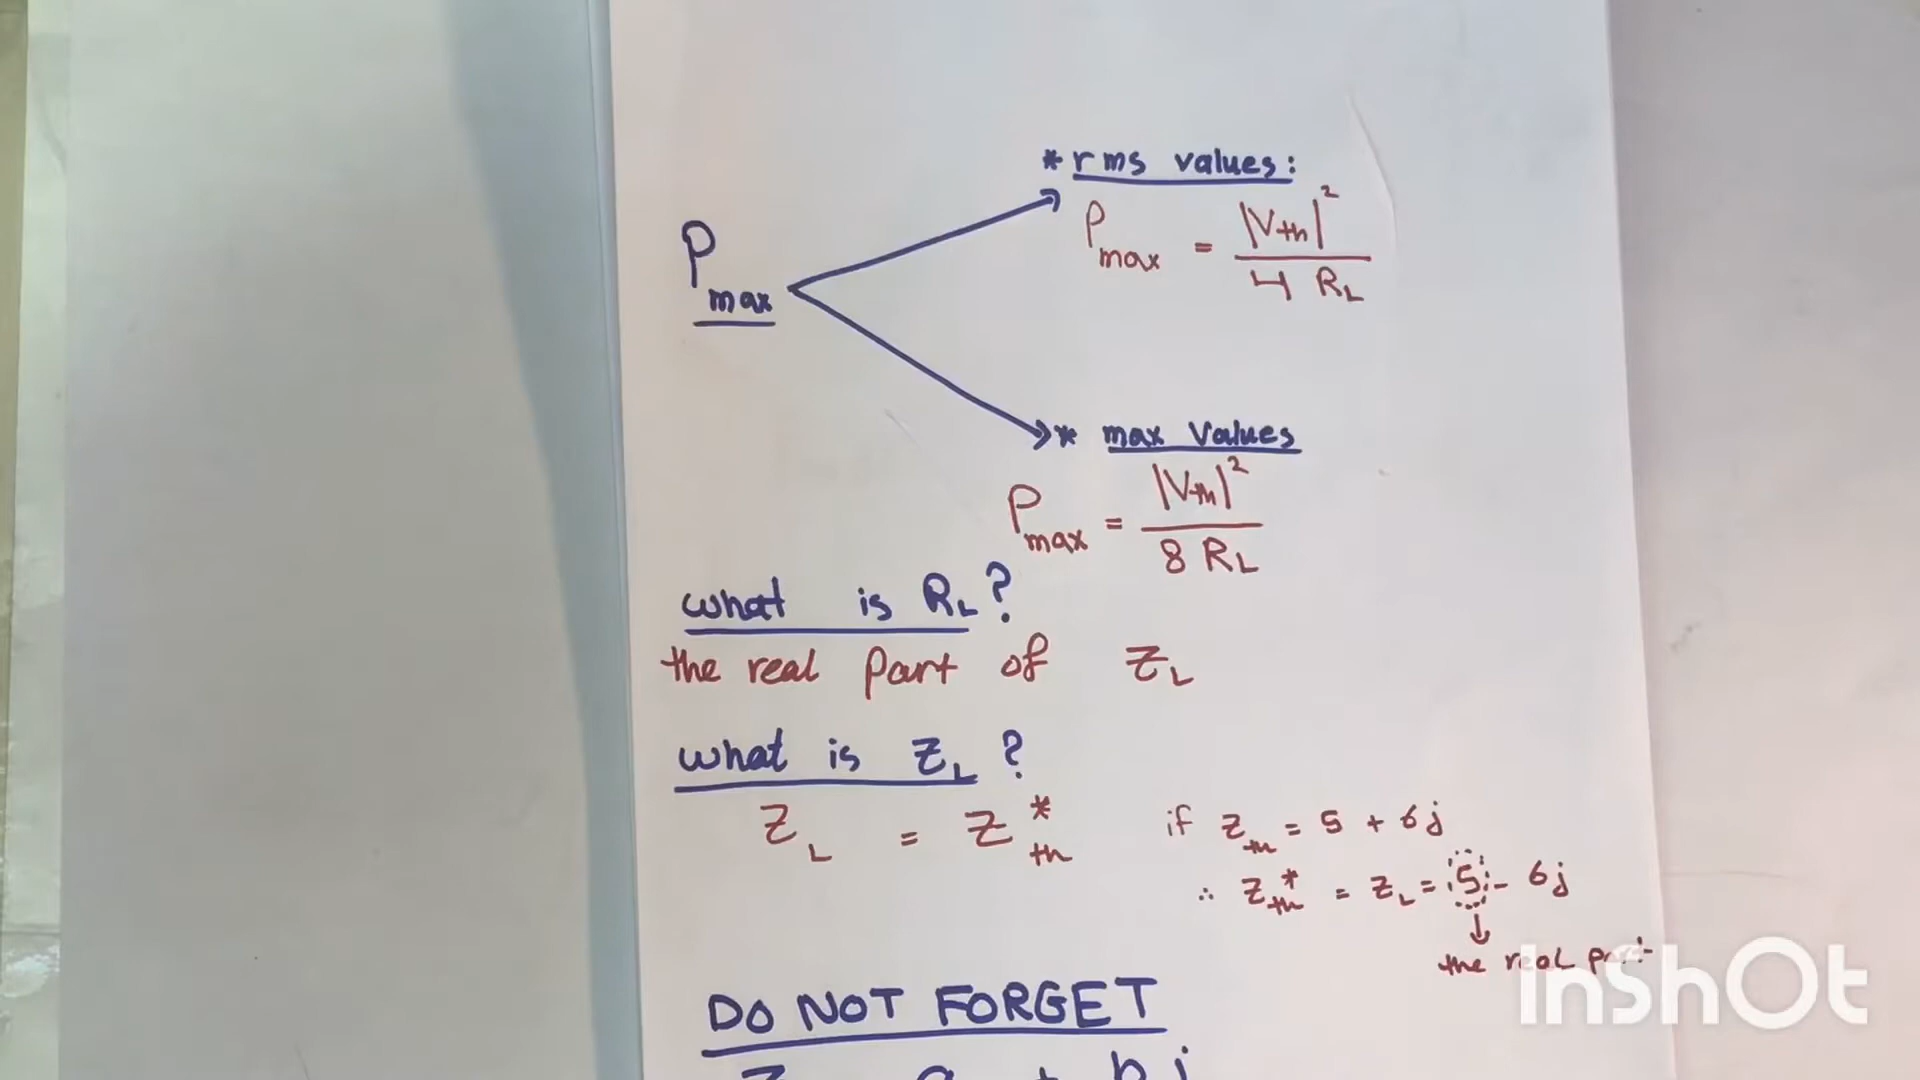 * rms values:
P max = |Vth|² / 4 RL
P max
* max values
P max = |Vth|² / 8 RL
what is RL?
the real part of ZL
what is ZL ?
ZL = Z*th
if Zth = 5 + 6j
∴ Z*th = ZL = 5 - 6j
the real part
DO NOT FORGET
Z a + bj
InShOt